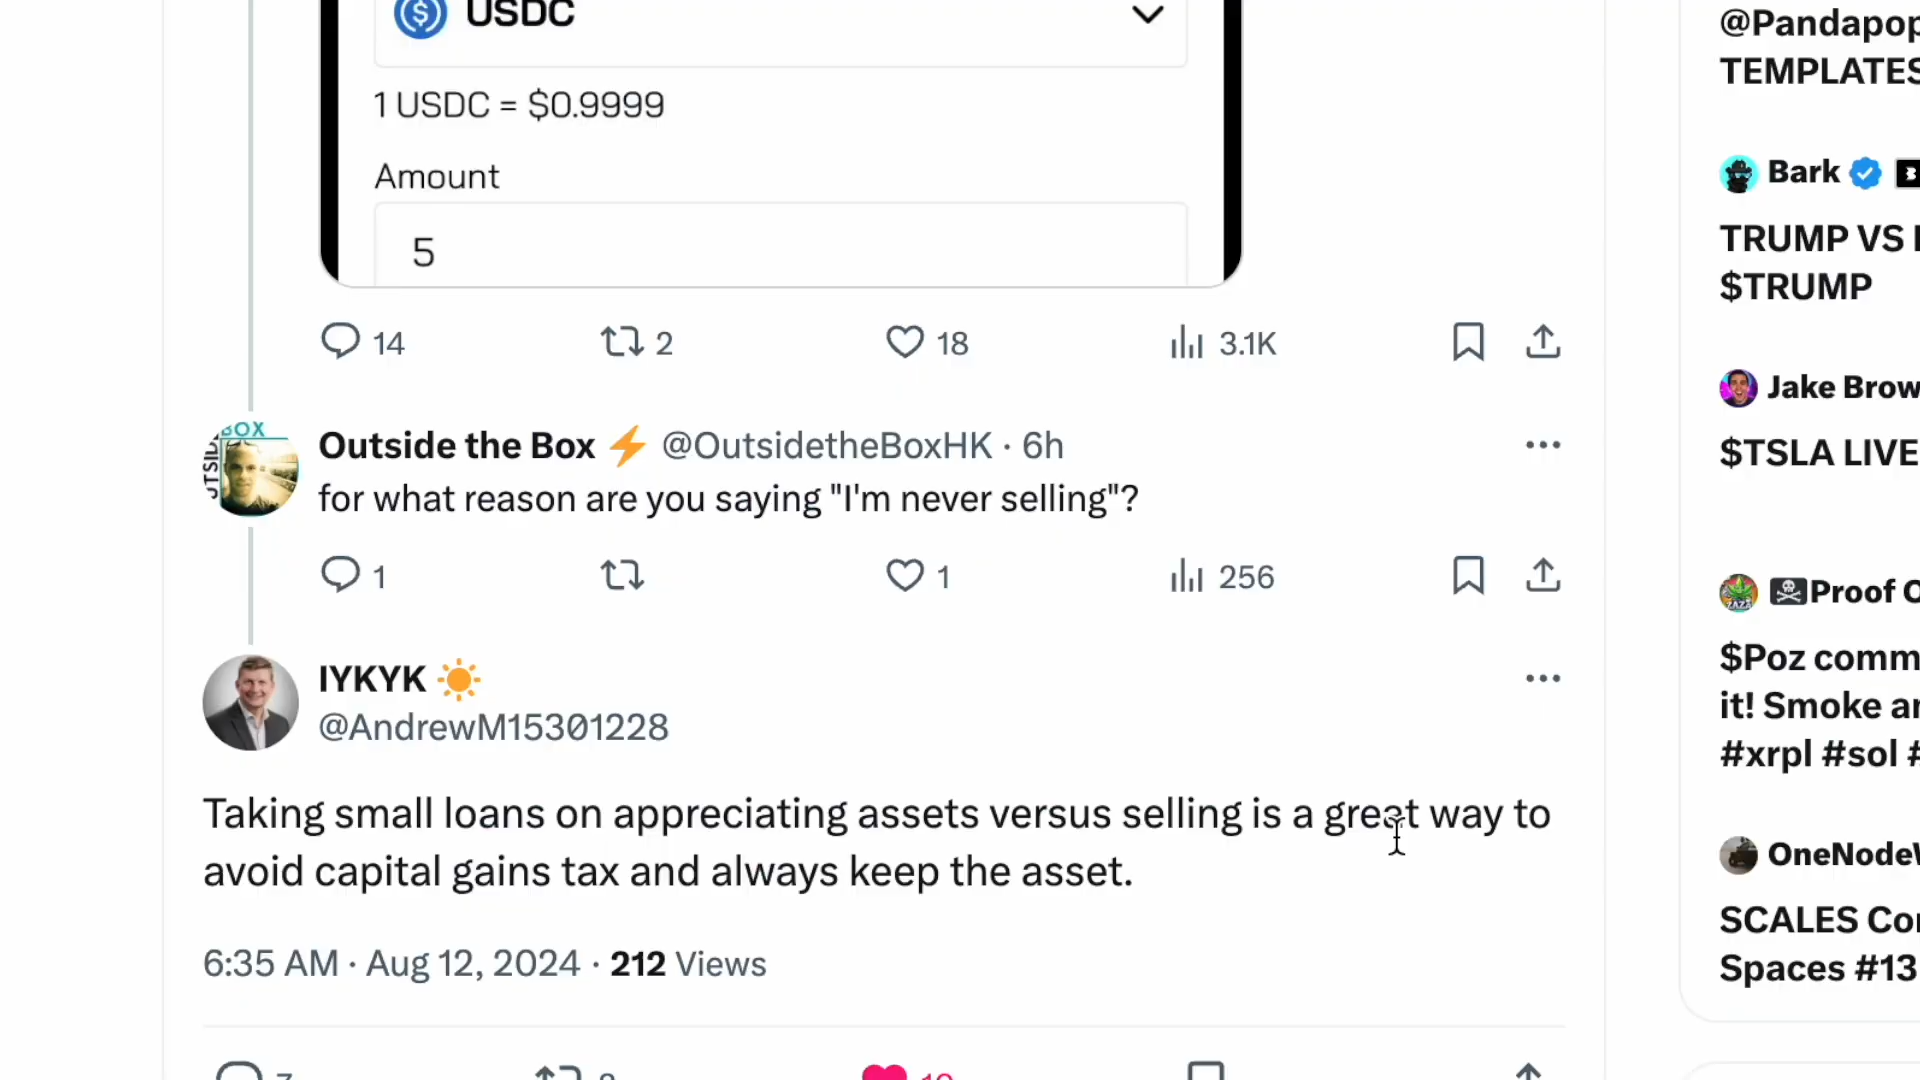 USDC
1 USDC = $0.9999
Amount
5
14 2 18 3.1K
Outside the Box ⚡ @OutsidetheBoxHK · 6h
for what reason are you saying "I'm never selling"?
1 1 256
IYKYK ☀️
@AndrewM15301228
Taking small loans on appreciating assets versus selling is a great way to
avoid capital gains tax and always keep the asset.
6:35 AM · Aug 12, 2024 · 212 Views
@Pandapop
TEMPLATES
Bark
TRUMP VS
$TRUMP
Jake Brow
$TSLA LIVE
Proof O
$Poz comm
it! Smoke an
#xrpl #sol #
OneNode
SCALES Co
Spaces #13
BOX